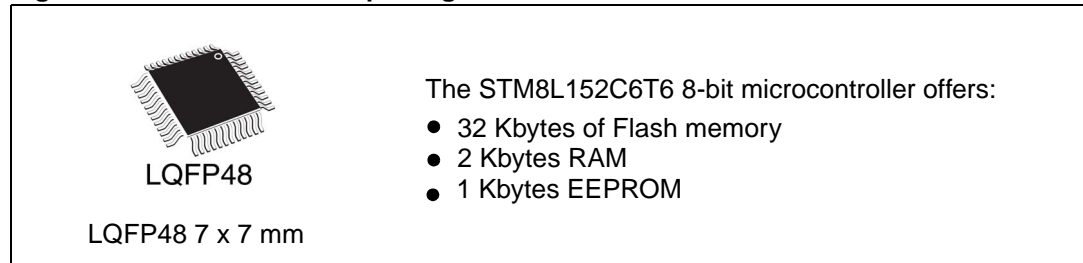 LQFP48
LQFP48 7 x 7 mm
The STM8L152C6T6 8-bit microcontroller offers:
● 32 Kbytes of Flash memory
● 2 Kbytes RAM
● 1 Kbytes EEPROM